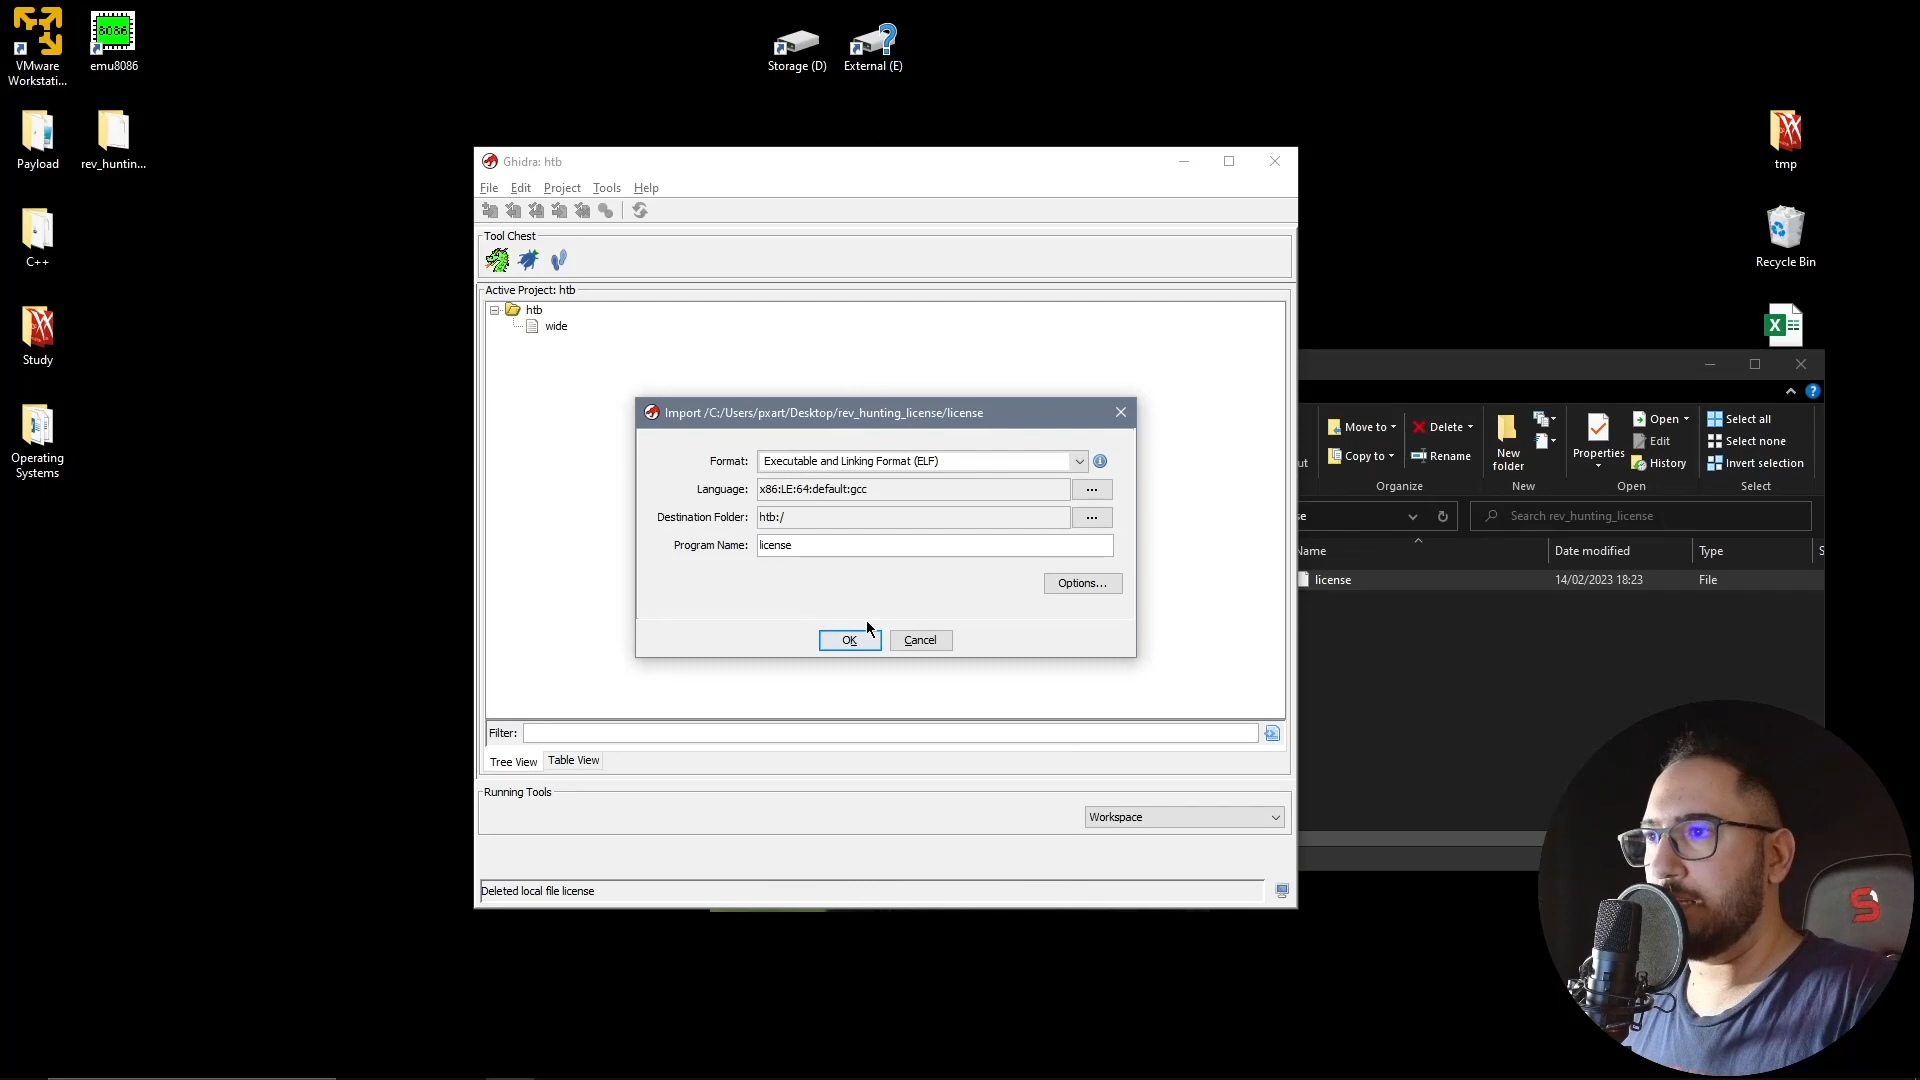 VMware
Workstati...
emu8086
8086
Storage (D)
External (E)
Payload
rev_huntin...
tmp
C++
Recycle Bin
Study
Operating
Systems
Ghidra: htb
File Edit Project Tools Help
Tool Chest
Active Project: htb
htb
wide
Import /C:/Users/pxart/Desktop/rev_hunting_license/license
Format: Executable and Linking Format (ELF)
Language: x86:LE:64:default:gcc ...
Destination Folder: htb:/ ...
Program Name: license
Options...
OK Cancel
Filter:
Tree View Table View
Running Tools
Workspace
Deleted local file license
Move to Delete
Copy to Rename
New
folder
Properties
Open
Edit
History
Select all
Select none
Invert selection
Organize New Open Select
Search rev_hunting_license
Date modified Type
license 14/02/2023 18:23 File